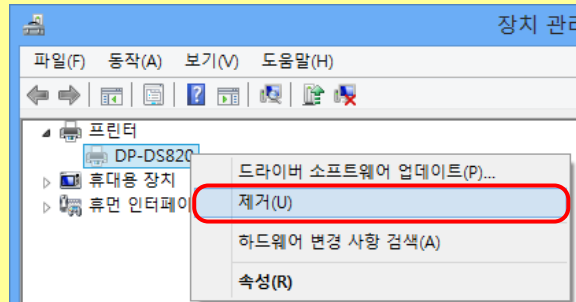 장치 관리
파일(F) 동작(A) 보기(V) 도움말(H)
프린터
DP-DS820
드라이버 소프트웨어 업데이트(P)...
휴대용 장치
제거(U)
휴먼 인터페이
하드웨어 변경 사항 검색(A)
속성(R)